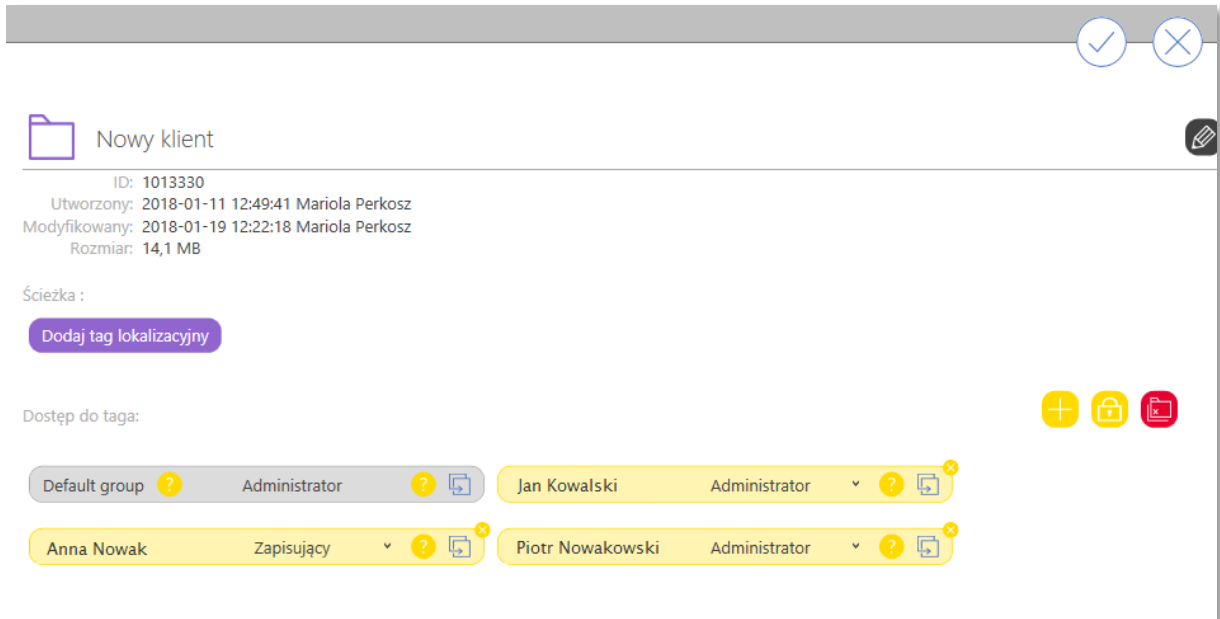 Nowy klient
ID: 1013330
Utworzony: 2018-01-11 12:49:41 Mariola Perkosz
Modyfikowany: 2018-01-19 12:22:18 Mariola Perkosz
Rozmiar: 14,1 MB
Ścieżka :
Dodaj tag lokalizacyjny
Dostęp do taga:
Default group ? Administrator ?
Jan Kowalski Administrator ?
Anna Nowak Zapisujący ?
Piotr Nowakowski Administrator ?